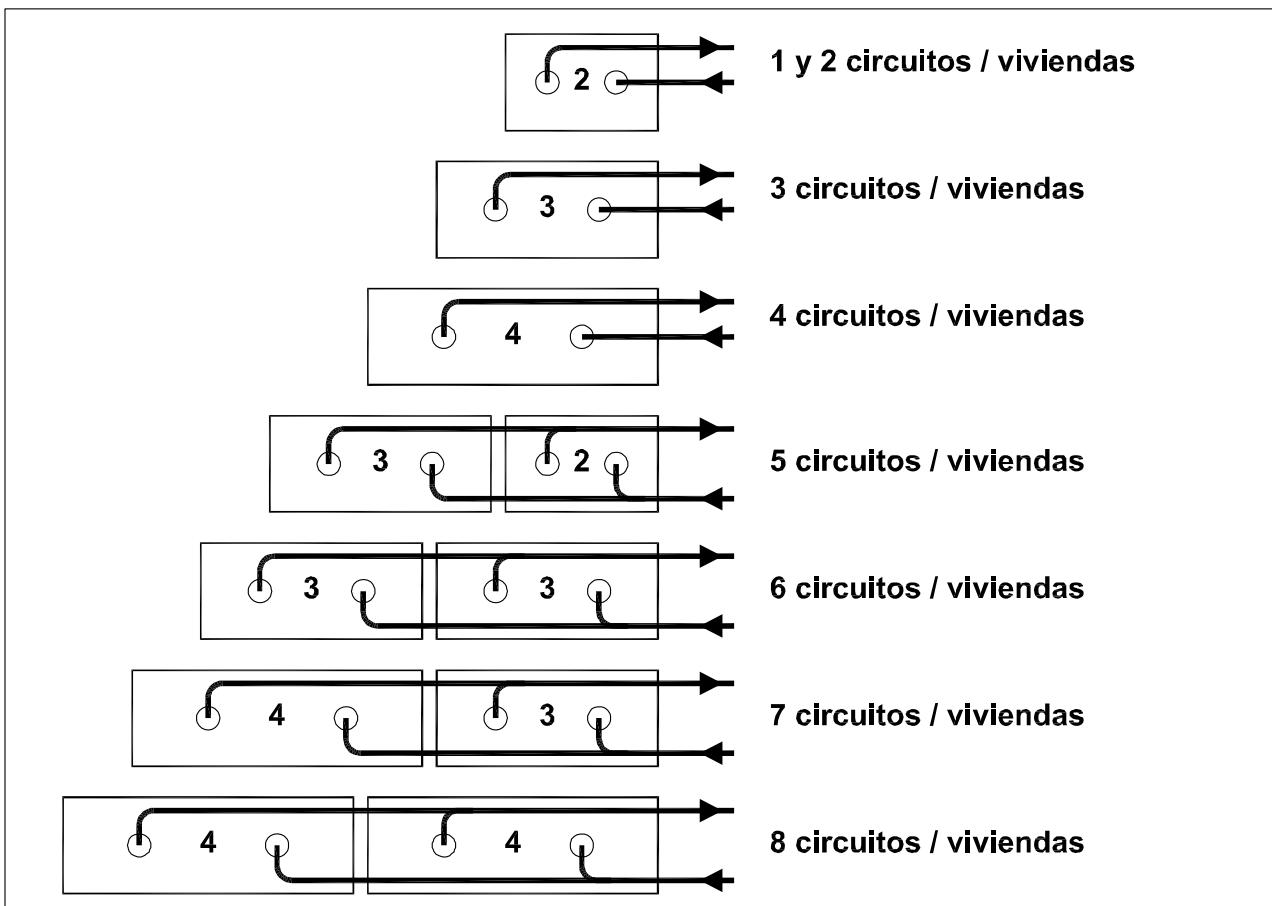 2 1 y 2 circuitos / viviendas
3 3 circuitos / viviendas
4 4 circuitos / viviendas
3 2 5 circuitos / viviendas
3 3 6 circuitos / viviendas
4 3 7 circuitos / viviendas
4 4 8 circuitos / viviendas